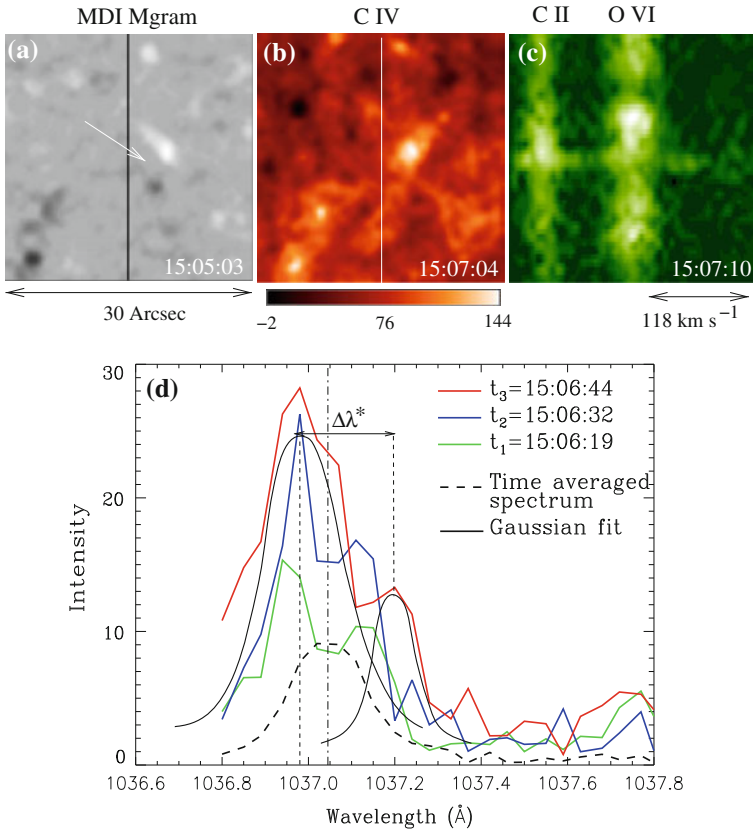 MDI Mgram
C IV
C II O VI
(a)
(b)
(c)
15:05:03
15:07:04
15:07:10
30 Arcsec
−2 76 144
118 km s⁻¹
(d)
t₃=15:06:44
t₂=15:06:32
t₁=15:06:19
Time averaged
spectrum
Gaussian fit
Δλ*
Intensity
30
20
10
0
1036.6 1036.8 1037.0 1037.2 1037.4 1037.6 1037.8
Wavelength (Å)